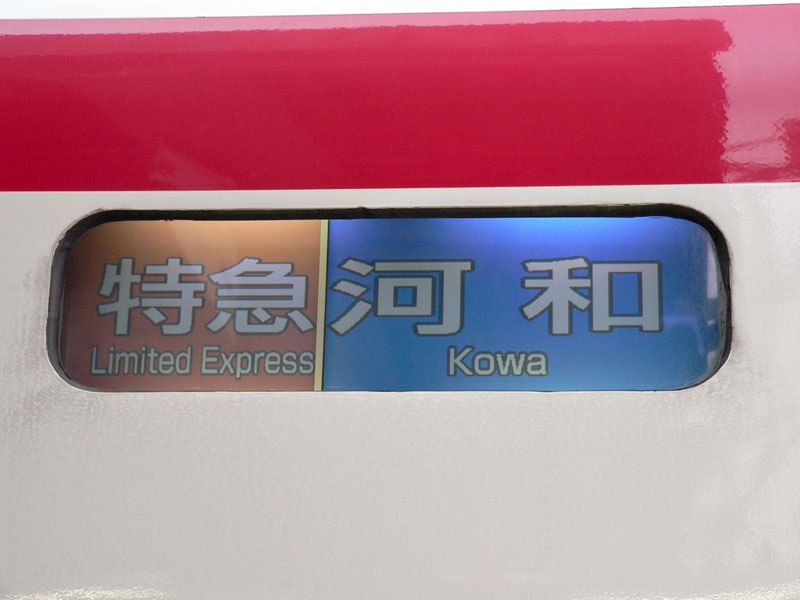 特急 河和
Limited Express Kowa